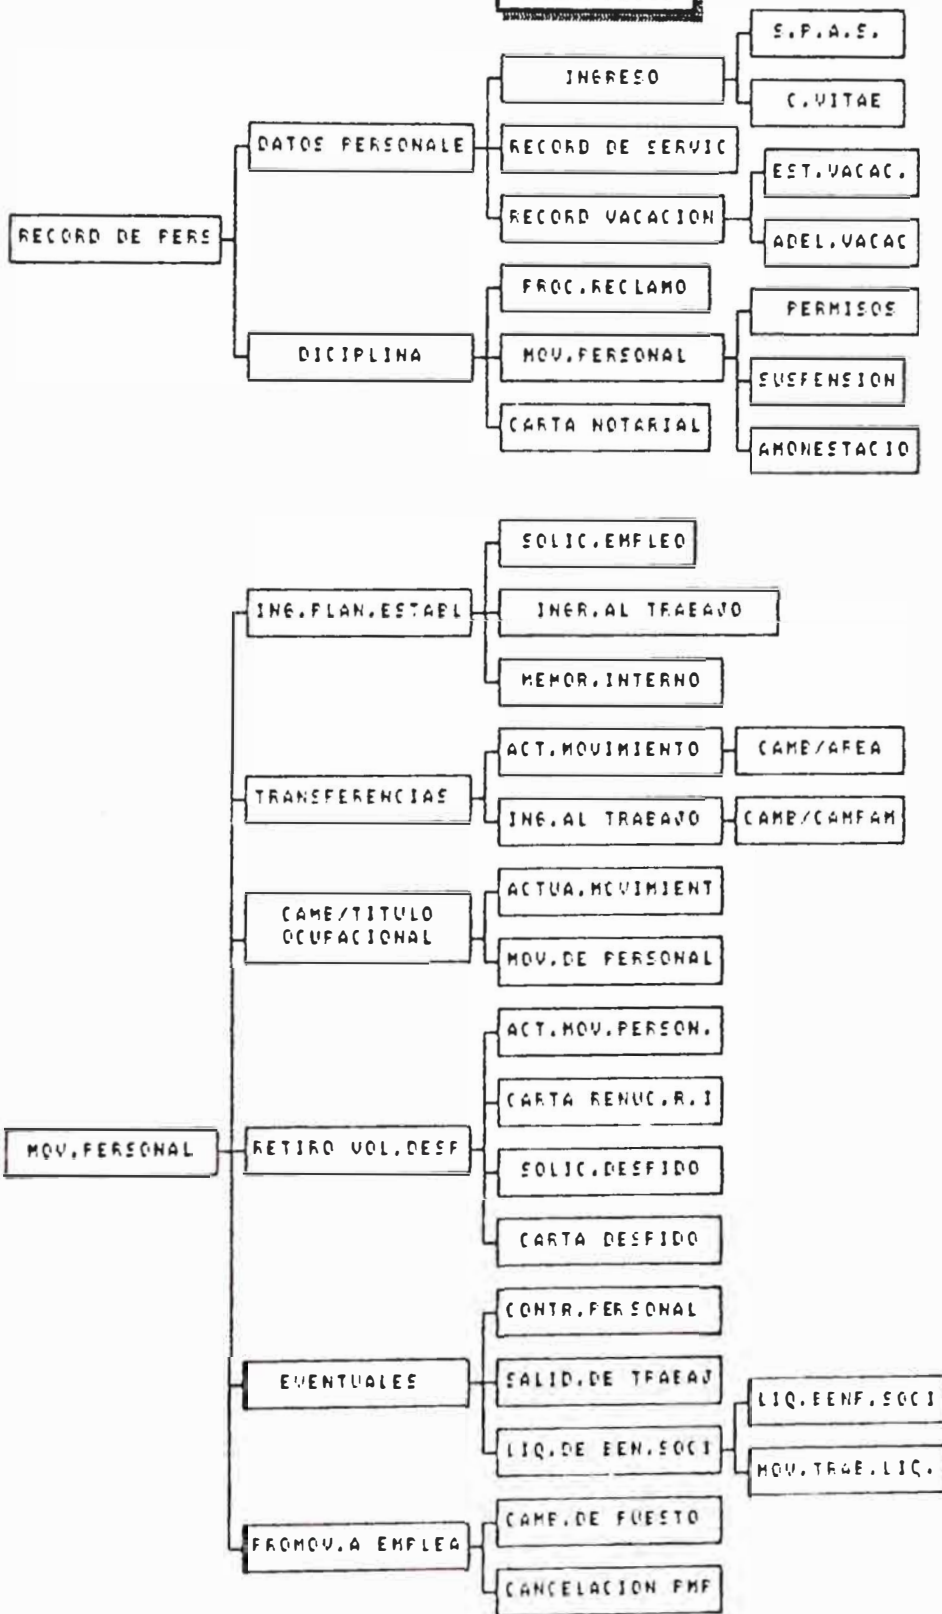 S.P.A.S.
INGRESO
C.VITAE
DATOS PERSONALE
RECORD DE SERVIC
EST.VACAC.
RECORD VACACION
RECORD DE PERS
ADEL.VACAC
PROC.RECLAMO
PERMISOS
DICIPLINA
MOV.PERSONAL
SUSPENSION
CARTA NOTARIAL
AMONESTACIO
SOLIC.EMPLEO
ING.PLAN.ESTABL
INGR.AL TRABAJO
MEMOR.INTERNO
ACT.MOVIMIENTO
CAMB/AREA
TRANSFERENCIAS
ING.AL TRABAJO
CAMB/CAMPAM
ACTUA.MOVIMIENT
CAMB/TITULO
OCUPACIONAL
MOV.DE PERSONAL
ACT.MOV.PERSON.
CARTA RENUC.R.I
MOV.PERSONAL
RETIRO VOL.DESP
SOLIC.DESPIDO
CARTA DESPIDO
CONTR.PERSONAL
EVENTUALES
SALID.DE TRABAJ
LIQ.BENF.SOCI
LIQ.DE BEN.SOCI
MOV.TRAB.LIQ.
CAMB.DE PUESTO
PROMOV.A EMPLEA
CANCELACION PMP